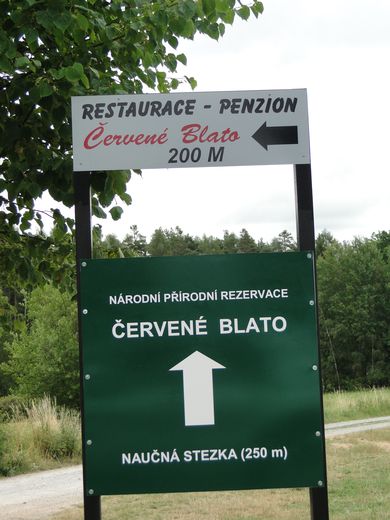 RESTAURACE - PENZION
Červené Blato
200 M
NÁRODNÍ PŘÍRODNÍ REZERVACE
ČERVENÉ BLATO
NAUČNÁ STEZKA (250 m)